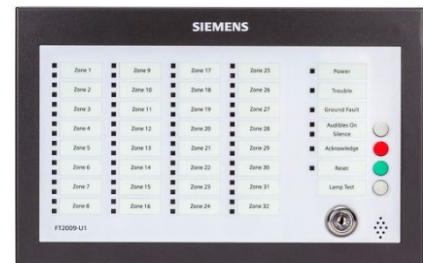 SIEMENS
Zone 1 Zone 9 Zone 17 Zone 25 Power
Zone 2 Zone 10 Zone 18 Zone 26 Trouble
Zone 3 Zone 11 Zone 19 Zone 27 Ground Fault
Zone 4 Zone 12 Zone 20 Zone 28 Audibles On
Silence
Zone 5 Zone 13 Zone 21 Zone 29 Acknowledge
Zone 6 Zone 14 Zone 22 Zone 30 Reset
Zone 7 Zone 15 Zone 23 Zone 31 Lamp Test
Zone 8 Zone 16 Zone 24 Zone 32
FT2009-U1